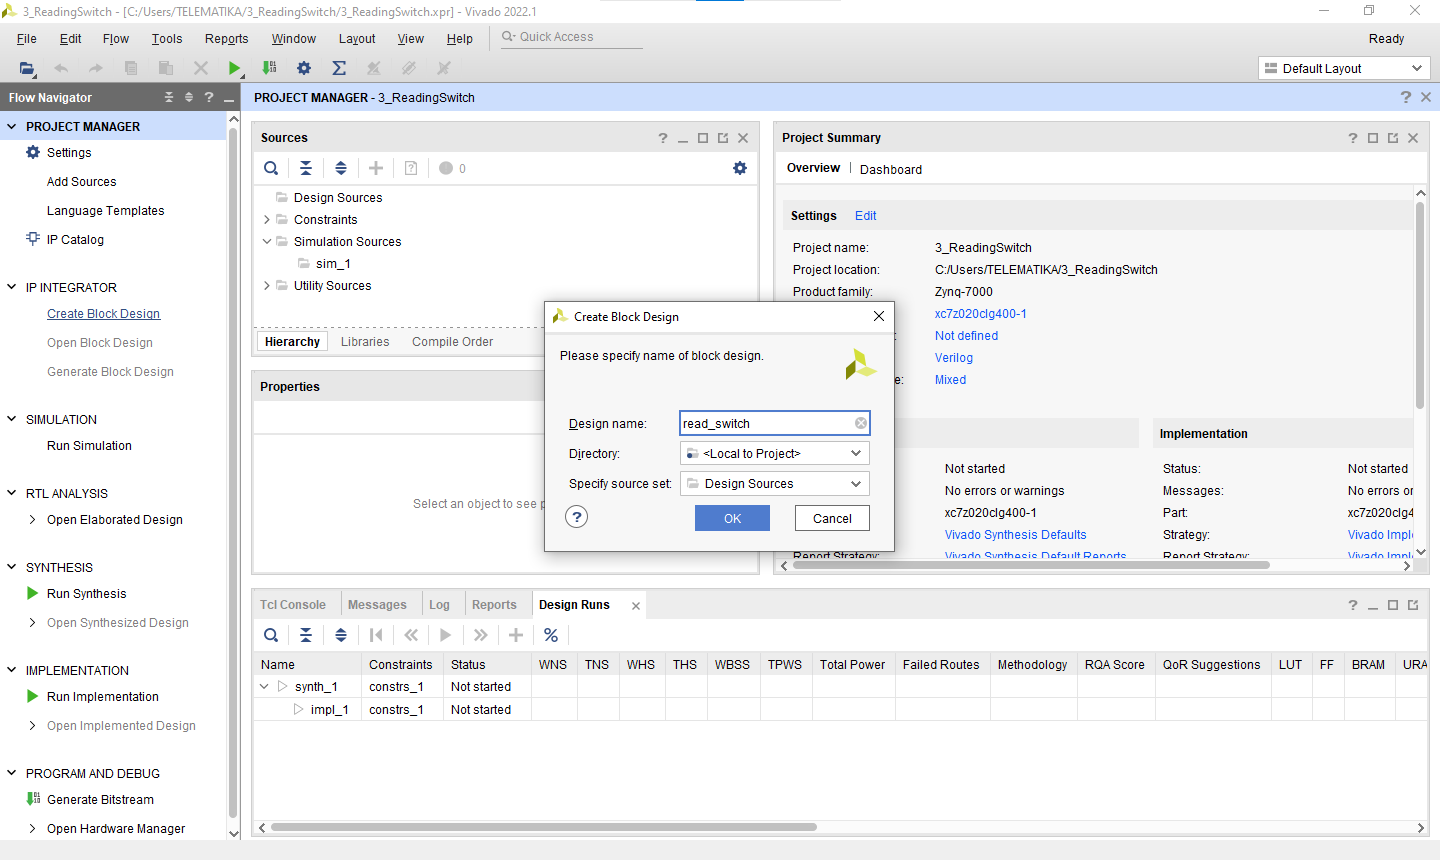 3_ReadingSwitch - [C:/Users/TELEMATIKA/3_ReadingSwitch/3_ReadingSwitch.xpr] - Vivado 2022.1
File Edit Flow Tools Reports Window Layout View Help Quick Access Ready
Default Layout
Flow Navigator
PROJECT MANAGER
Settings
Add Sources
Language Templates
IP Catalog
IP INTEGRATOR
Create Block Design
Open Block Design
Generate Block Design
SIMULATION
Run Simulation
RTL ANALYSIS
Open Elaborated Design
SYNTHESIS
Run Synthesis
Open Synthesized Design
IMPLEMENTATION
Run Implementation
Open Implemented Design
PROGRAM AND DEBUG
Generate Bitstream
Open Hardware Manager
PROJECT MANAGER - 3_ReadingSwitch
Sources
0
Design Sources
Constraints
Simulation Sources
sim_1
Utility Sources
Hierarchy Libraries Compile Order
Properties
Select an object to see
Project Summary
Overview Dashboard
Settings Edit
Project name: 3_ReadingSwitch
Project location: C:/Users/TELEMATIKA/3_ReadingSwitch
Product family: Zynq-7000
xc7z020clg400-1
Not defined
Verilog
Mixed
Not started
No errors or warnings
xc7z020clg400-1
Vivado Synthesis Defaults
Report Strategy: Vivado Synthesis Default Reports
Implementation
Status: Not started
Messages: No errors or
Part: xc7z020clg4
Strategy: Vivado Imple
Report Strategy: Vivado Imple
Create Block Design
Please specify name of block design.
Design name: read_switch
Directory: <Local to Project>
Specify source set: Design Sources
OK Cancel
Tcl Console Messages Log Reports Design Runs
Name Constraints Status WNS TNS WHS THS WBSS TPWS Total Power Failed Routes Methodology RQA Score QoR Suggestions LUT FF BRAM URA
synth_1 constrs_1 Not started
impl_1 constrs_1 Not started